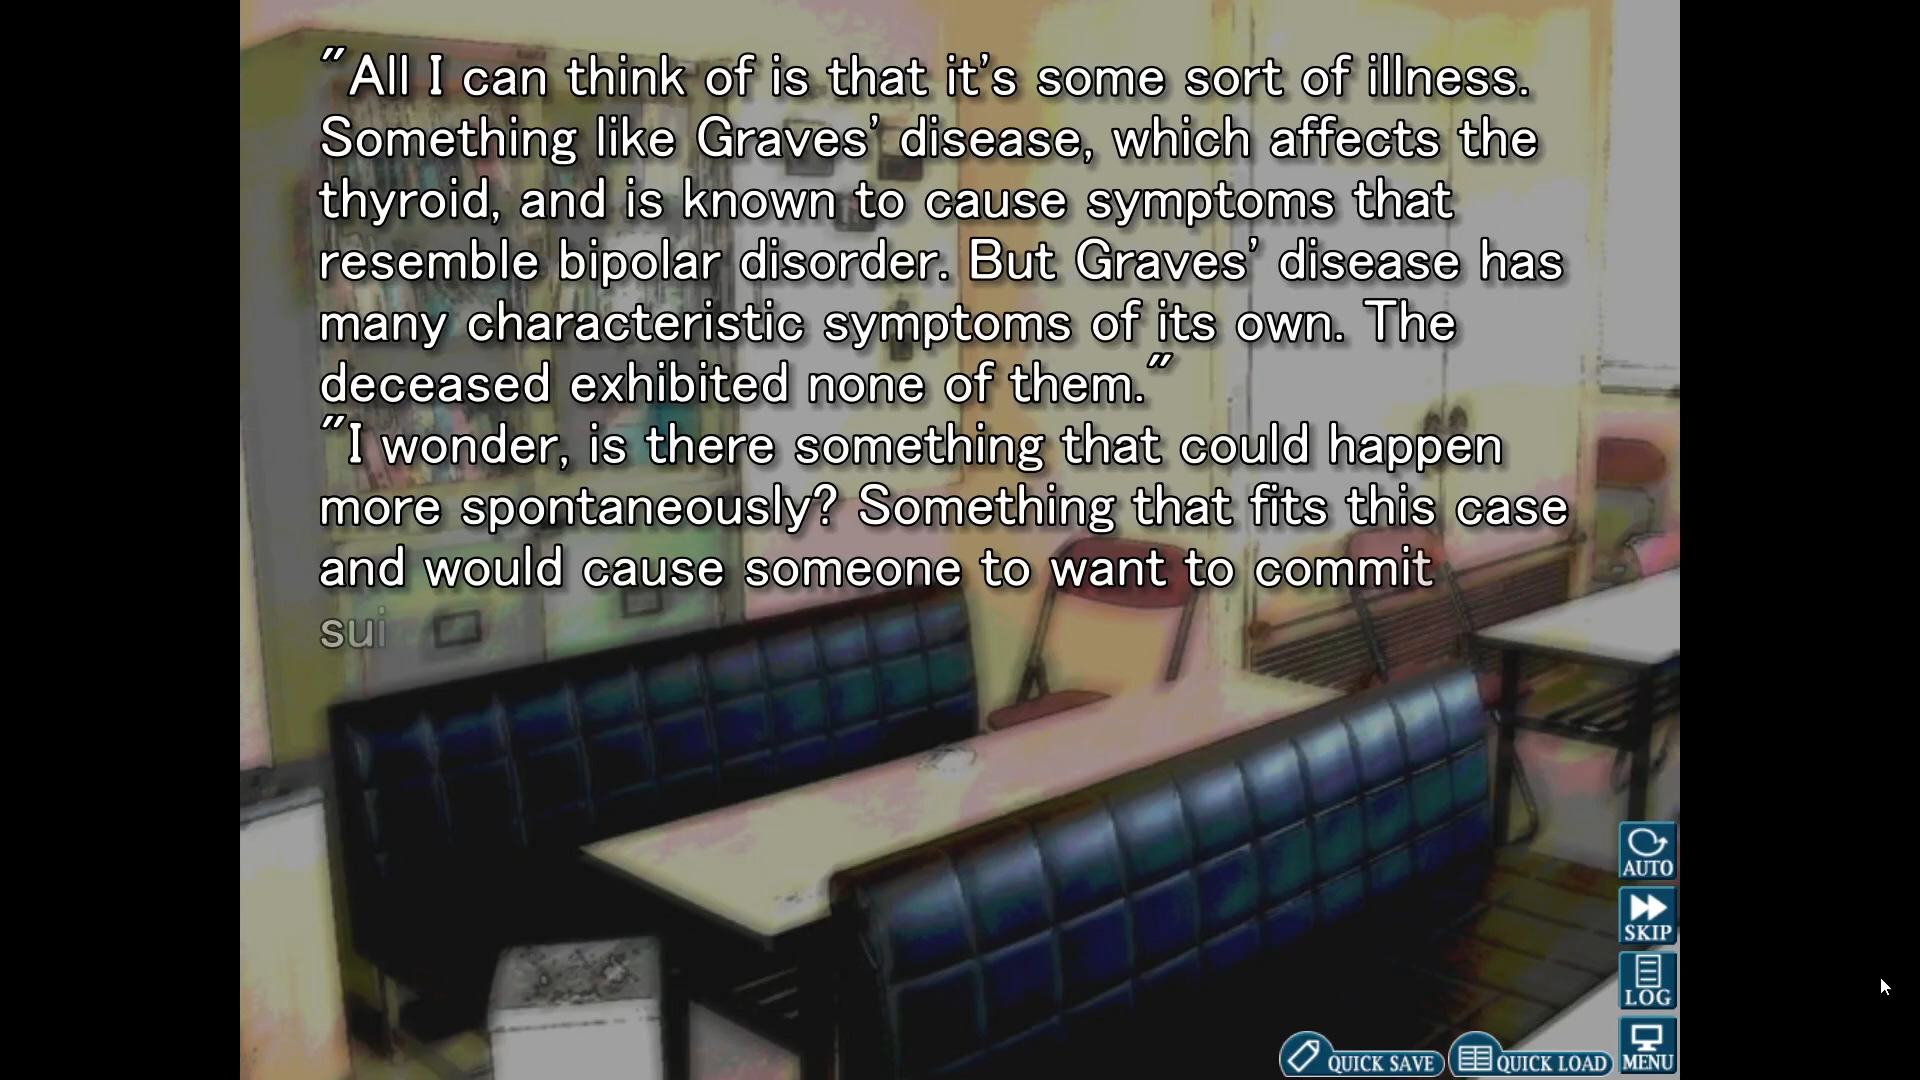 "All I can think of is that it's some sort of illness.
Something like Graves' disease, which affects the
thyroid, and is known to cause symptoms that
resemble bipolar disorder. But Graves' disease has
many characteristic symptoms of its own. The
deceased exhibited none of them."
"I wonder, is there something that could happen
more spontaneously? Something that fits this case
and would cause someone to want to commit
sui
AUTO
SKIP
LOG
MENU
QUICK SAVE
QUICK LOAD